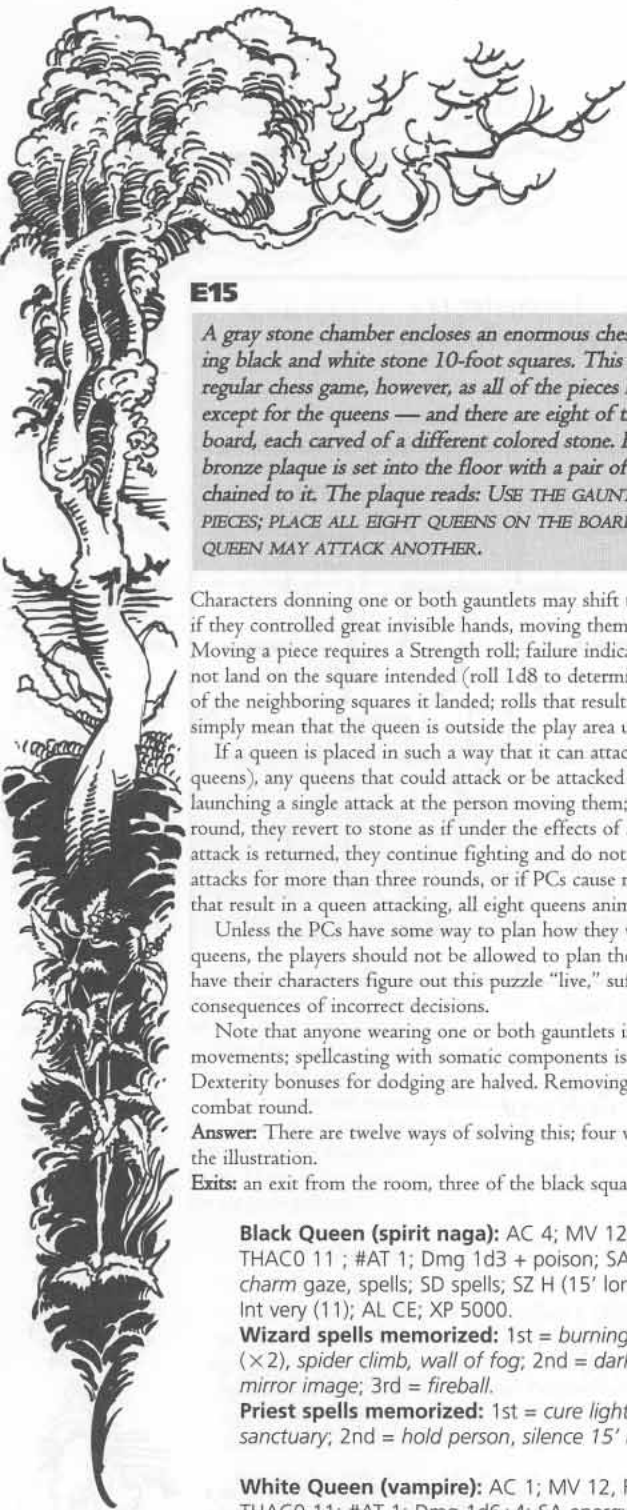 E15
A gray stone chamber encloses an enormous ches
ing black and white stone 10-foot squares. This
regular chess game, however, as all of the pieces
except for the queens — and there are eight of t
board, each carved of a different colored stone.
bronze plaque is set into the floor with a pair of
chained to it. The plaque reads: USE THE GAUN
PIECES; PLACE ALL EIGHT QUEENS ON THE BOAR
QUEEN MAY ATTACK ANOTHER.
Characters donning one or both gauntlets may shift
if they controlled great invisible hands, moving them
Moving a piece requires a Strength roll; failure indica
not land on the square intended (roll 1d8 to determi
of the neighboring squares it landed; rolls that result
simply mean that the queen is outside the play area u
If a queen is placed in such a way that it can attac
queens), any queens that could attack or be attacked
launching a single attack at the person moving them;
round, they revert to stone as if under the effects of
attack is returned, they continue fighting and do not
attacks for more than three rounds, or if PCs cause
that result in a queen attacking, all eight queens anim
Unless the PCs have some way to plan how they
queens, the players should not be allowed to plan the
have their characters figure out this puzzle "live," suf
consequences of incorrect decisions.
Note that anyone wearing one or both gauntlets i
movements; spellcasting with somatic components is
Dexterity bonuses for dodging are halved. Removing
combat round.
Answer: There are twelve ways of solving this; four
the illustration.
Exits: an exit from the room, three of the black squa
Black Queen (spirit naga): AC 4; MV 12
THAC0 11 ; #AT 1; Dmg 1d3 + poison; SA
charm gaze, spells; SD spells; SZ H (15' lon
Int very (11); AL CE; XP 5000.
Wizard spells memorized: 1st = burning
(×2), spider climb, wall of fog; 2nd = dark
mirror image; 3rd = fireball.
Priest spells memorized: 1st = cure light
sanctuary; 2nd = hold person, silence 15'
White Queen (vampire): AC 1; MV 12, F
THAC0 11; #AT 1; Dmg 1d6+4; SA energy